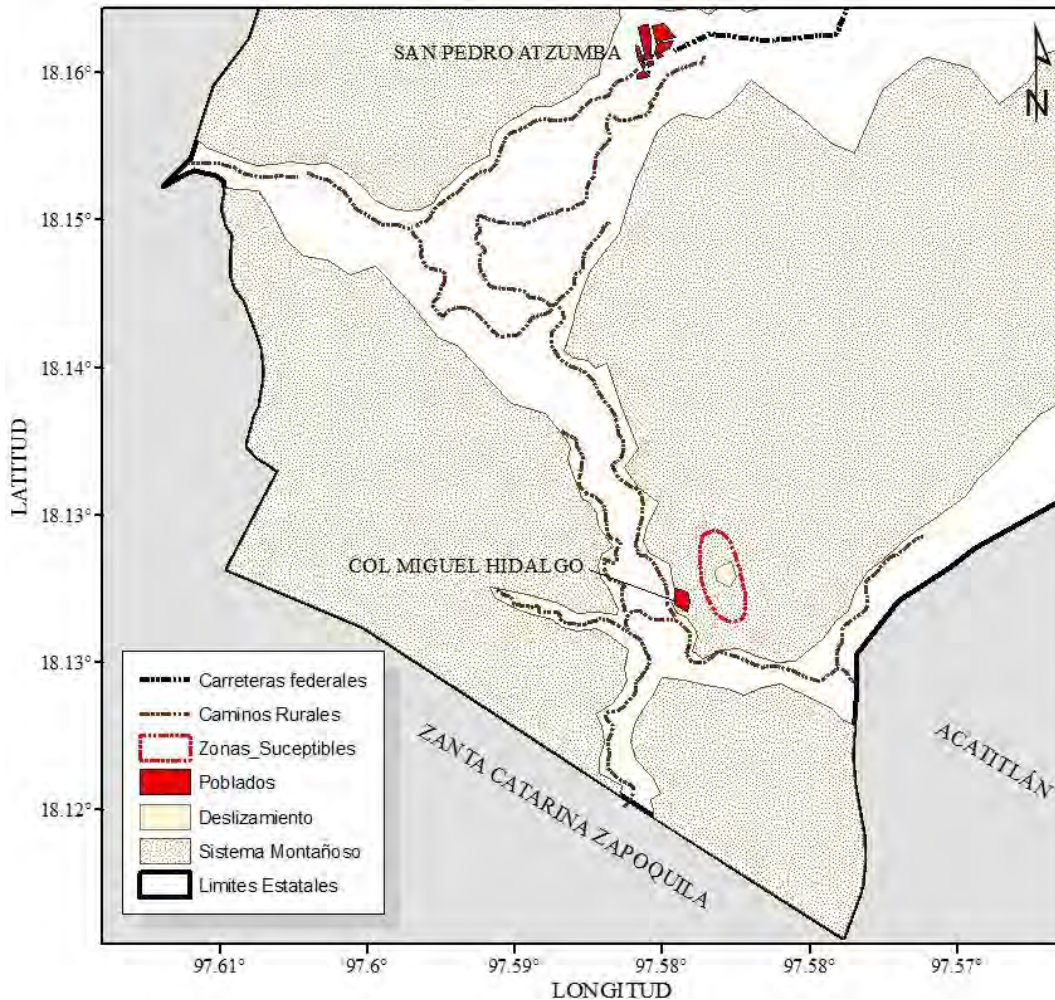 SAN PEDRO ATZUMBA
N
18.16°
18.15°
18.14°
18.13°
18.13°
18.12°
LATITUD
COL MIGUEL HIDALGO
ZANTA CATARINA ZAPOQUILA
ACATITLÁN
Carreteras federales
Caminos Rurales
Zonas_Suceptibles
Poblados
Deslizamiento
Sistema Montañoso
Limites Estatales
97.61°
97.6°
97.59°
97.58°
97.58°
97.57°
LONGITUD